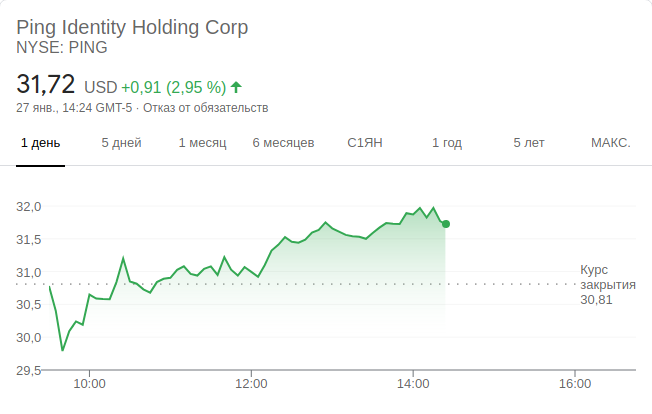 Ping Identity Holding Corp
NYSE: PING
31,72 USD +0,91 (2,95 %)
27 янв., 14:24 GMT-5 · Отказ от обязательств
1 день 5 дней 1 месяц 6 месяцев С1ЯН 1 год 5 лет МАКС.
32,0
31,5
31,0
30,5
30,0
29,5
Курс
закрытия
30,81
10:00 12:00 14:00 16:00